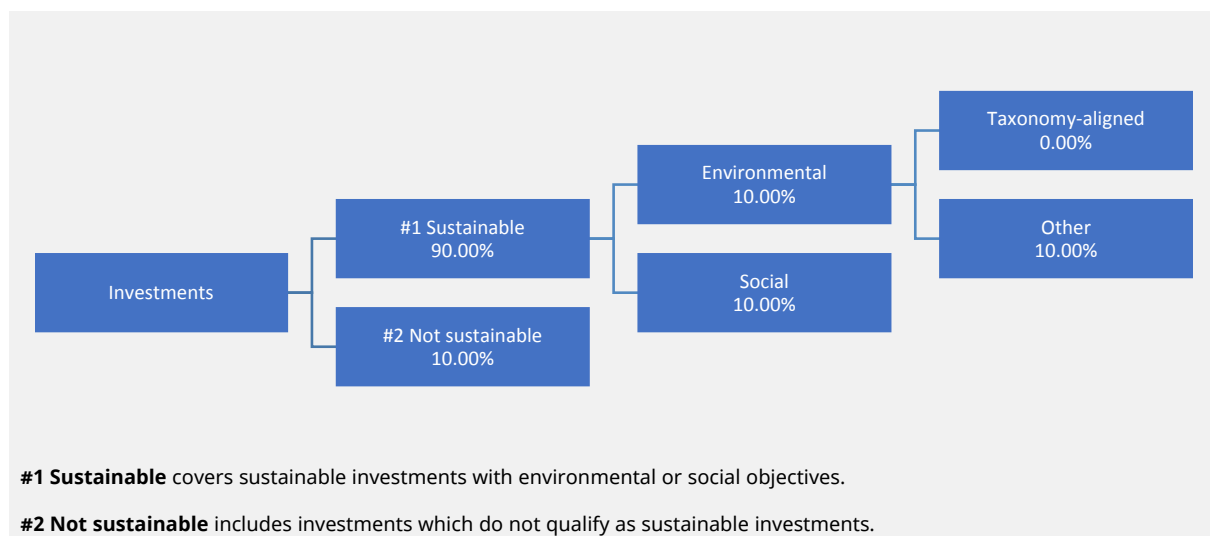 Investments
#1 Sustainable
90.00%
#2 Not sustainable
10.00%
Environmental
10.00%
Social
10.00%
Taxonomy-aligned
0.00%
Other
10.00%
#1 Sustainable covers sustainable investments with environmental or social objectives.
#2 Not sustainable includes investments which do not qualify as sustainable investments.